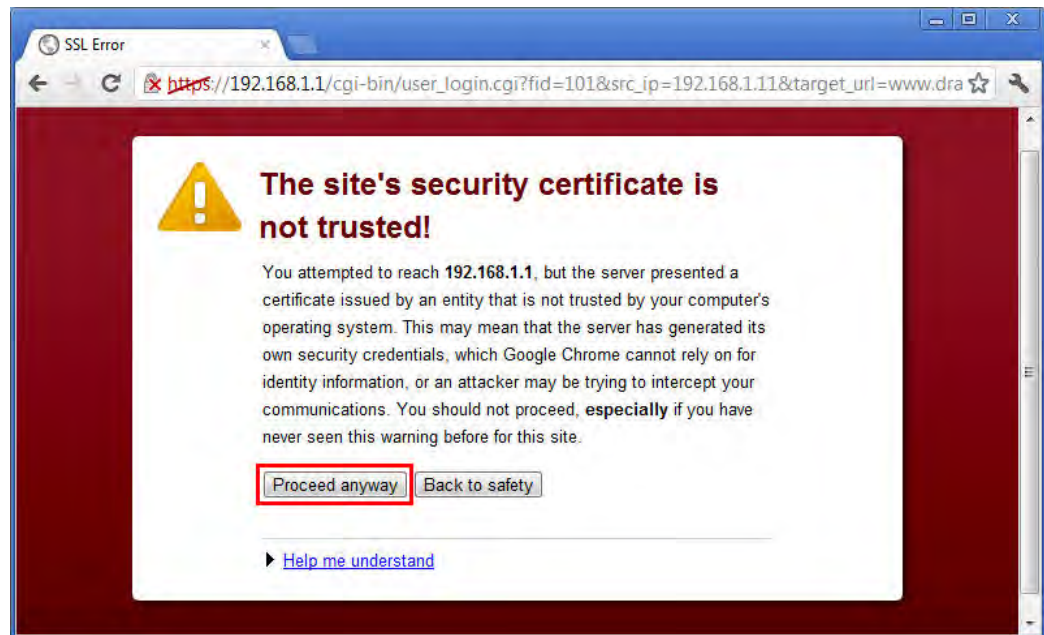 SSL Error
https://192.168.1.1/cgi-bin/user_login.cgi?fid=101&src_ip=192.168.1.11&target_url=www.dra
The site's security certificate is
not trusted!
You attempted to reach 192.168.1.1, but the server presented a
certificate issued by an entity that is not trusted by your computer's
operating system. This may mean that the server has generated its
own security credentials, which Google Chrome cannot rely on for
identity information, or an attacker may be trying to intercept your
communications. You should not proceed, especially if you have
never seen this warning before for this site.
Proceed anyway Back to safety
Help me understand